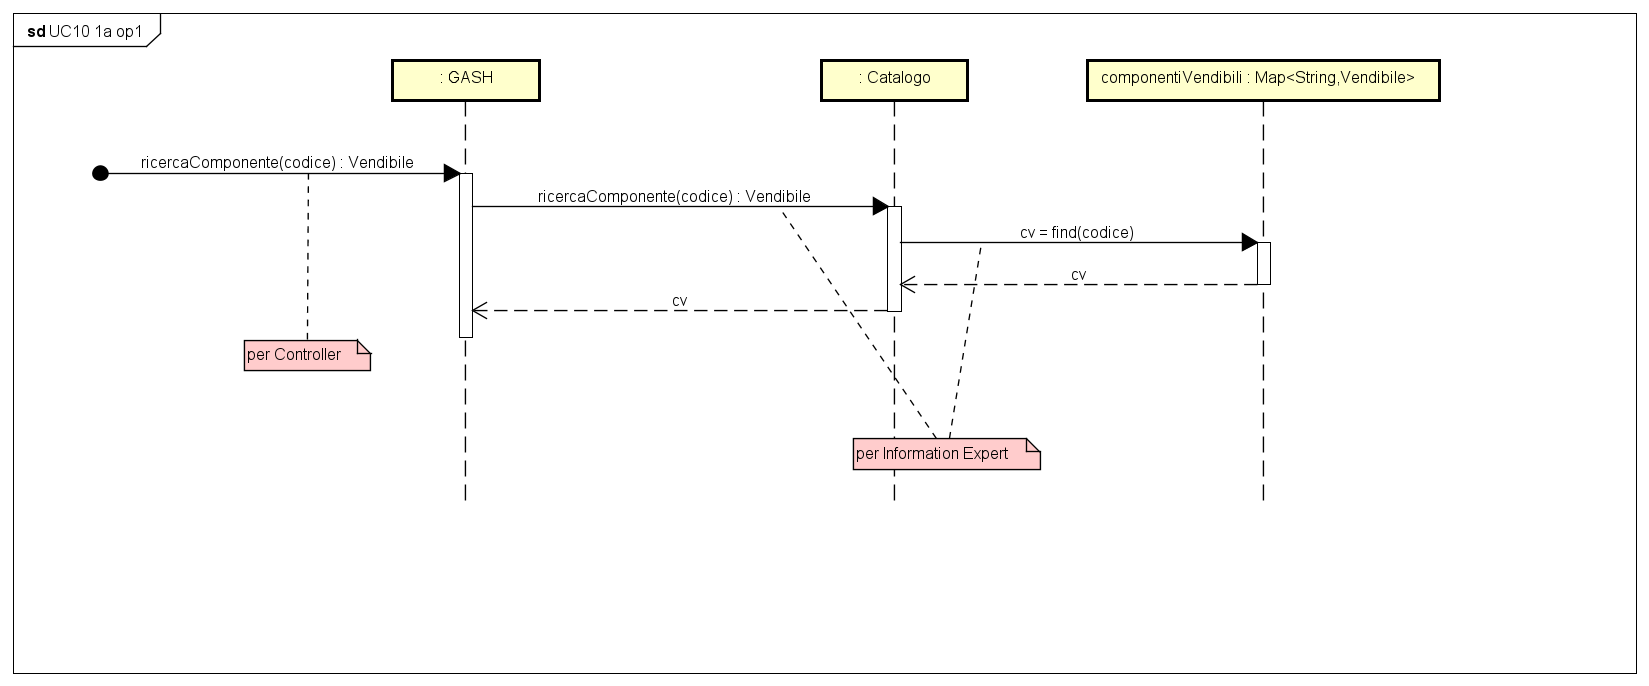 sd UC10 1a op1
: GASH
: Catalogo
componentiVendibili : Map<String,Vendibile>
ricercaComponente(codice) : Vendibile
ricercaComponente(codice) : Vendibile
cv = find(codice)
cv
cv
per Controller
per Information Expert